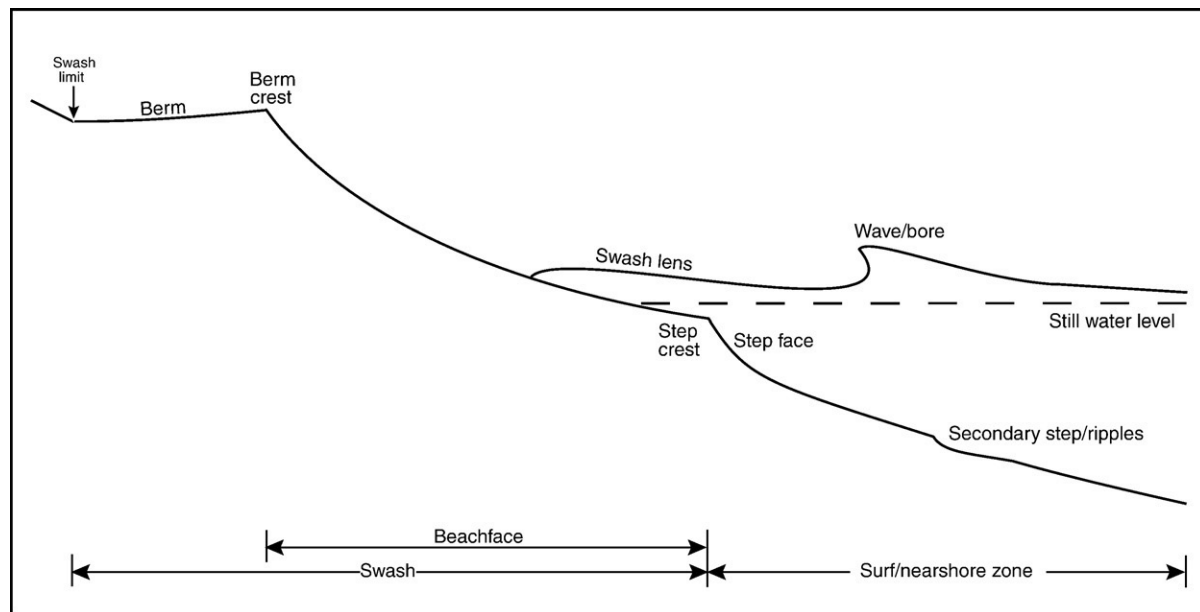 Swash
limit
Berm
Berm
crest
Wave/bore
Swash lens
Still water level
Step
crest
Step face
Secondary step/ripples
Beachface
Swash
Surf/nearshore zone